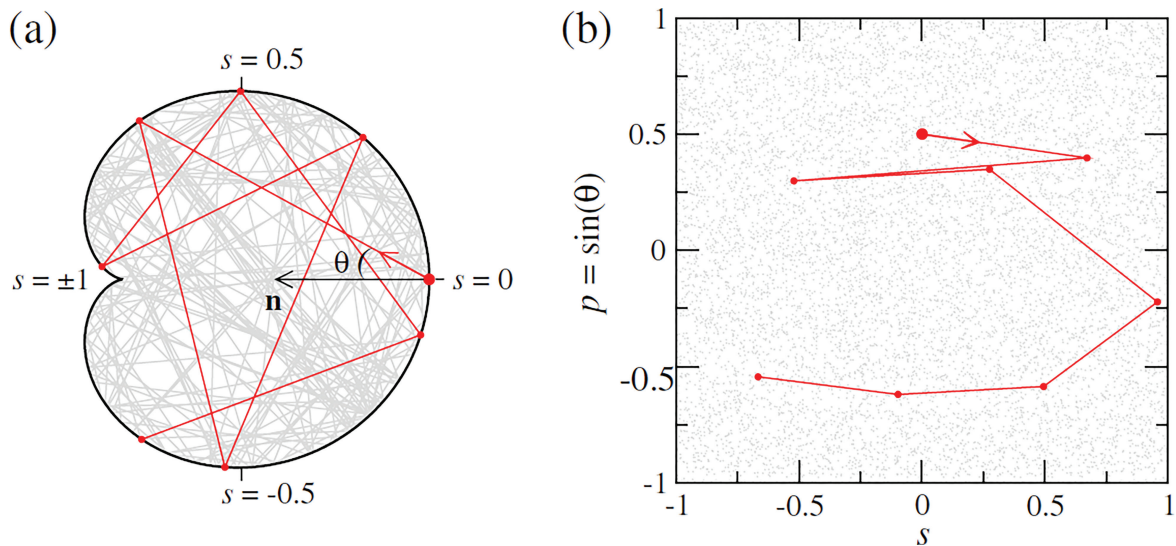 (a)
s = 0.5
θ
s = ±1
s = 0
n
s = -0.5
(b)
p = sin(θ)
1
0.5
0
-0.5
-1
-1
-0.5
0
0.5
1
s